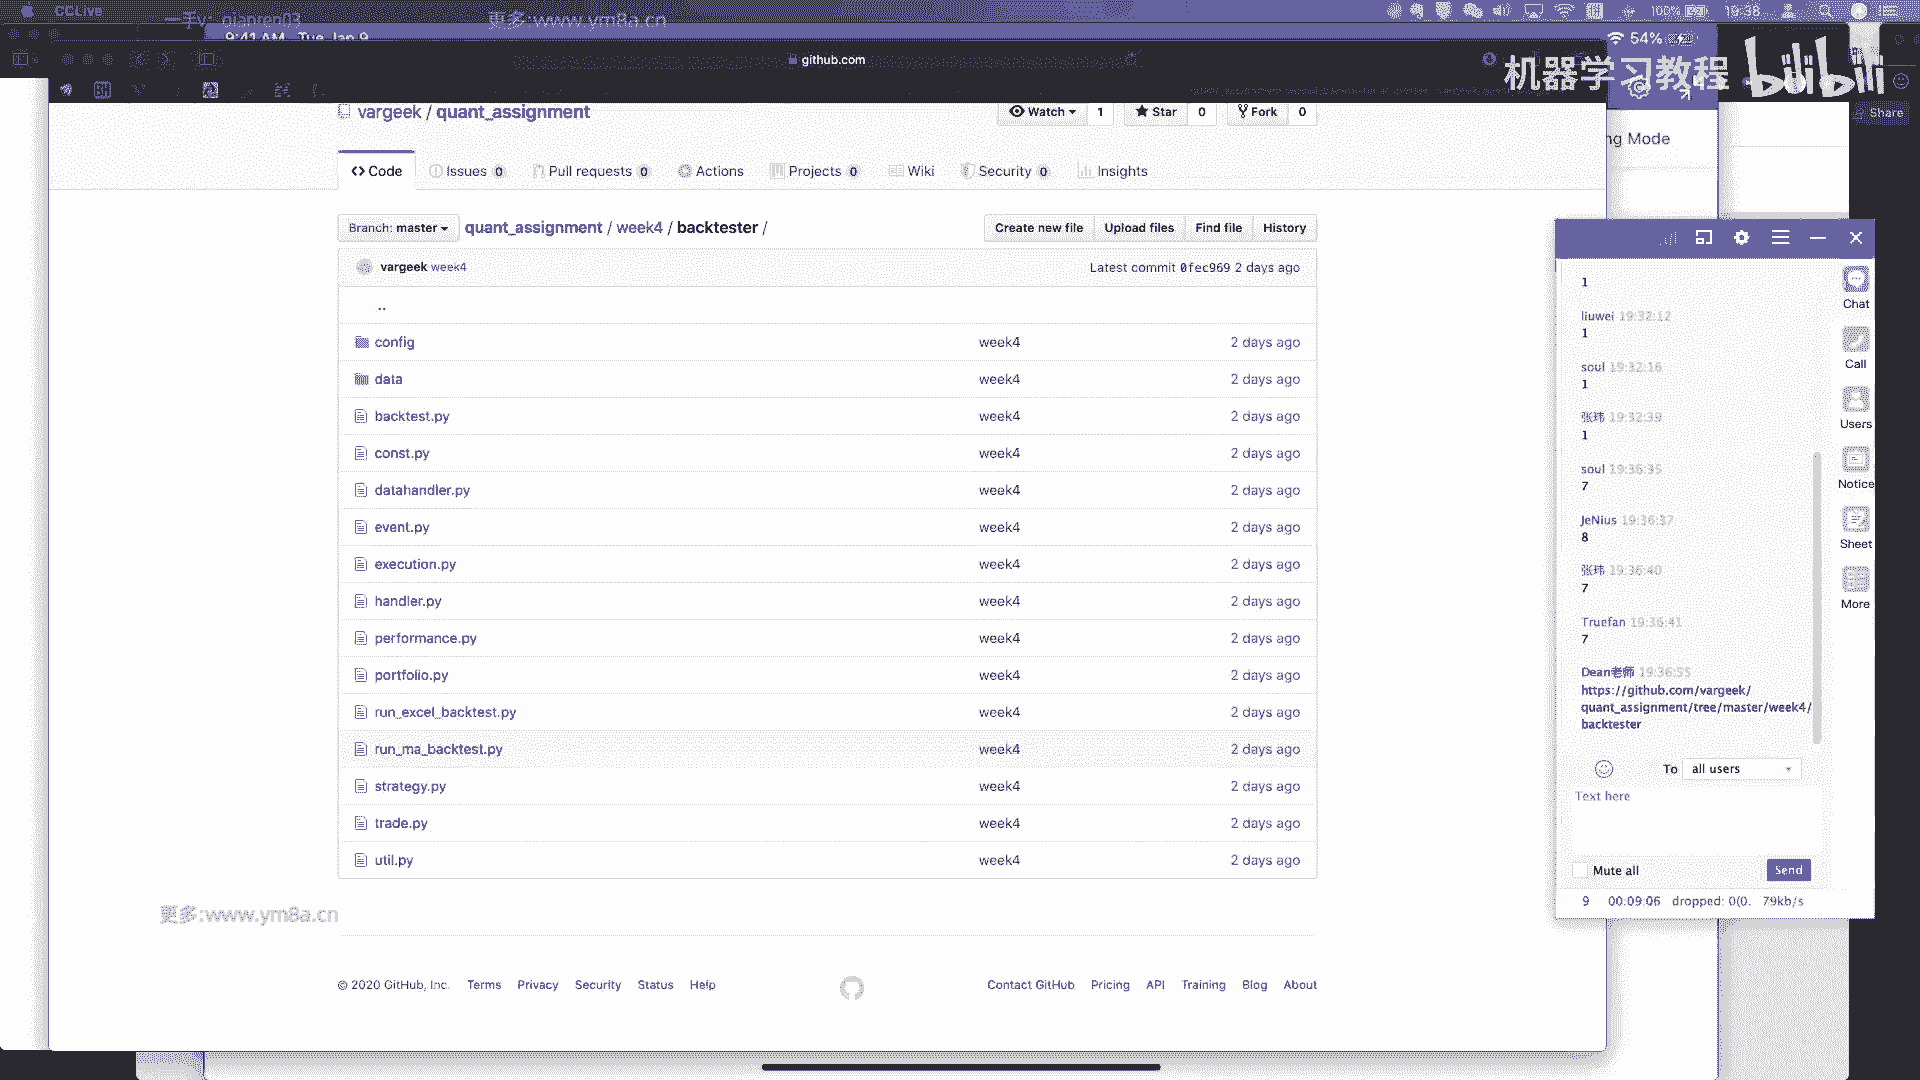 CCLive
一手v: qianren03
更多:www.ym8a.cn
100%
19:38
9:41 AM Tue Jan 9
54%
github.com
机器学习教程
bilibili
Share
ng Mode
vargeek / quant_assignment
Watch 1
Star 0
Fork 0
Code
Issues 0
Pull requests 0
Actions
Projects 0
Wiki
Security 0
Insights
Branch: master
quant_assignment / week4 / backtester /
Create new file
Upload files
Find file
History
vargeek week4
Latest commit 0fec969 2 days ago
..
config week4 2 days ago
data week4 2 days ago
backtest.py week4 2 days ago
const.py week4 2 days ago
datahandler.py week4 2 days ago
event.py week4 2 days ago
execution.py week4 2 days ago
handler.py week4 2 days ago
performance.py week4 2 days ago
portfolio.py week4 2 days ago
run_excel_backtest.py week4 2 days ago
run_ma_backtest.py week4 2 days ago
strategy.py week4 2 days ago
trade.py week4 2 days ago
util.py week4 2 days ago
更多:www.ym8a.cn
© 2020 GitHub, Inc.
Terms
Privacy
Security
Status
Help
Contact GitHub
Pricing
API
Training
Blog
About
1
liuwei 19:32:12
1
soul 19:32:16
1
张玮 19:32:39
1
soul 19:36:35
7
JeNius 19:36:37
8
张玮 19:36:40
7
Truefan 19:36:41
7
Dean老师 19:36:55
https://github.com/vargeek/
quant_assignment/tree/master/week4/
backtester
To all users
Text here
Mute all
Send
9 00:09:06 dropped: 0(0. 79kb/s
Chat
Call
Users
Notice
Sheet
More